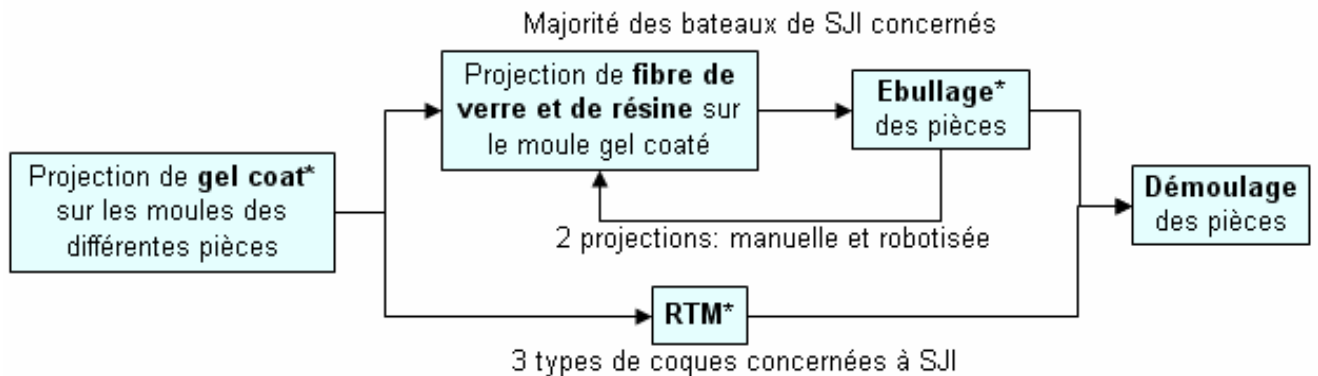 Majorité des bateaux de SJI concernés
Projection de fibre de
verre et de résine sur
le moule gel coaté
Ebullage*
des pièces
Projection de gel coat*
sur les moules des
différentes pièces
Démoulage
des pièces
2 projections: manuelle et robotisée
RTM*
3 types de coques concernées à SJI